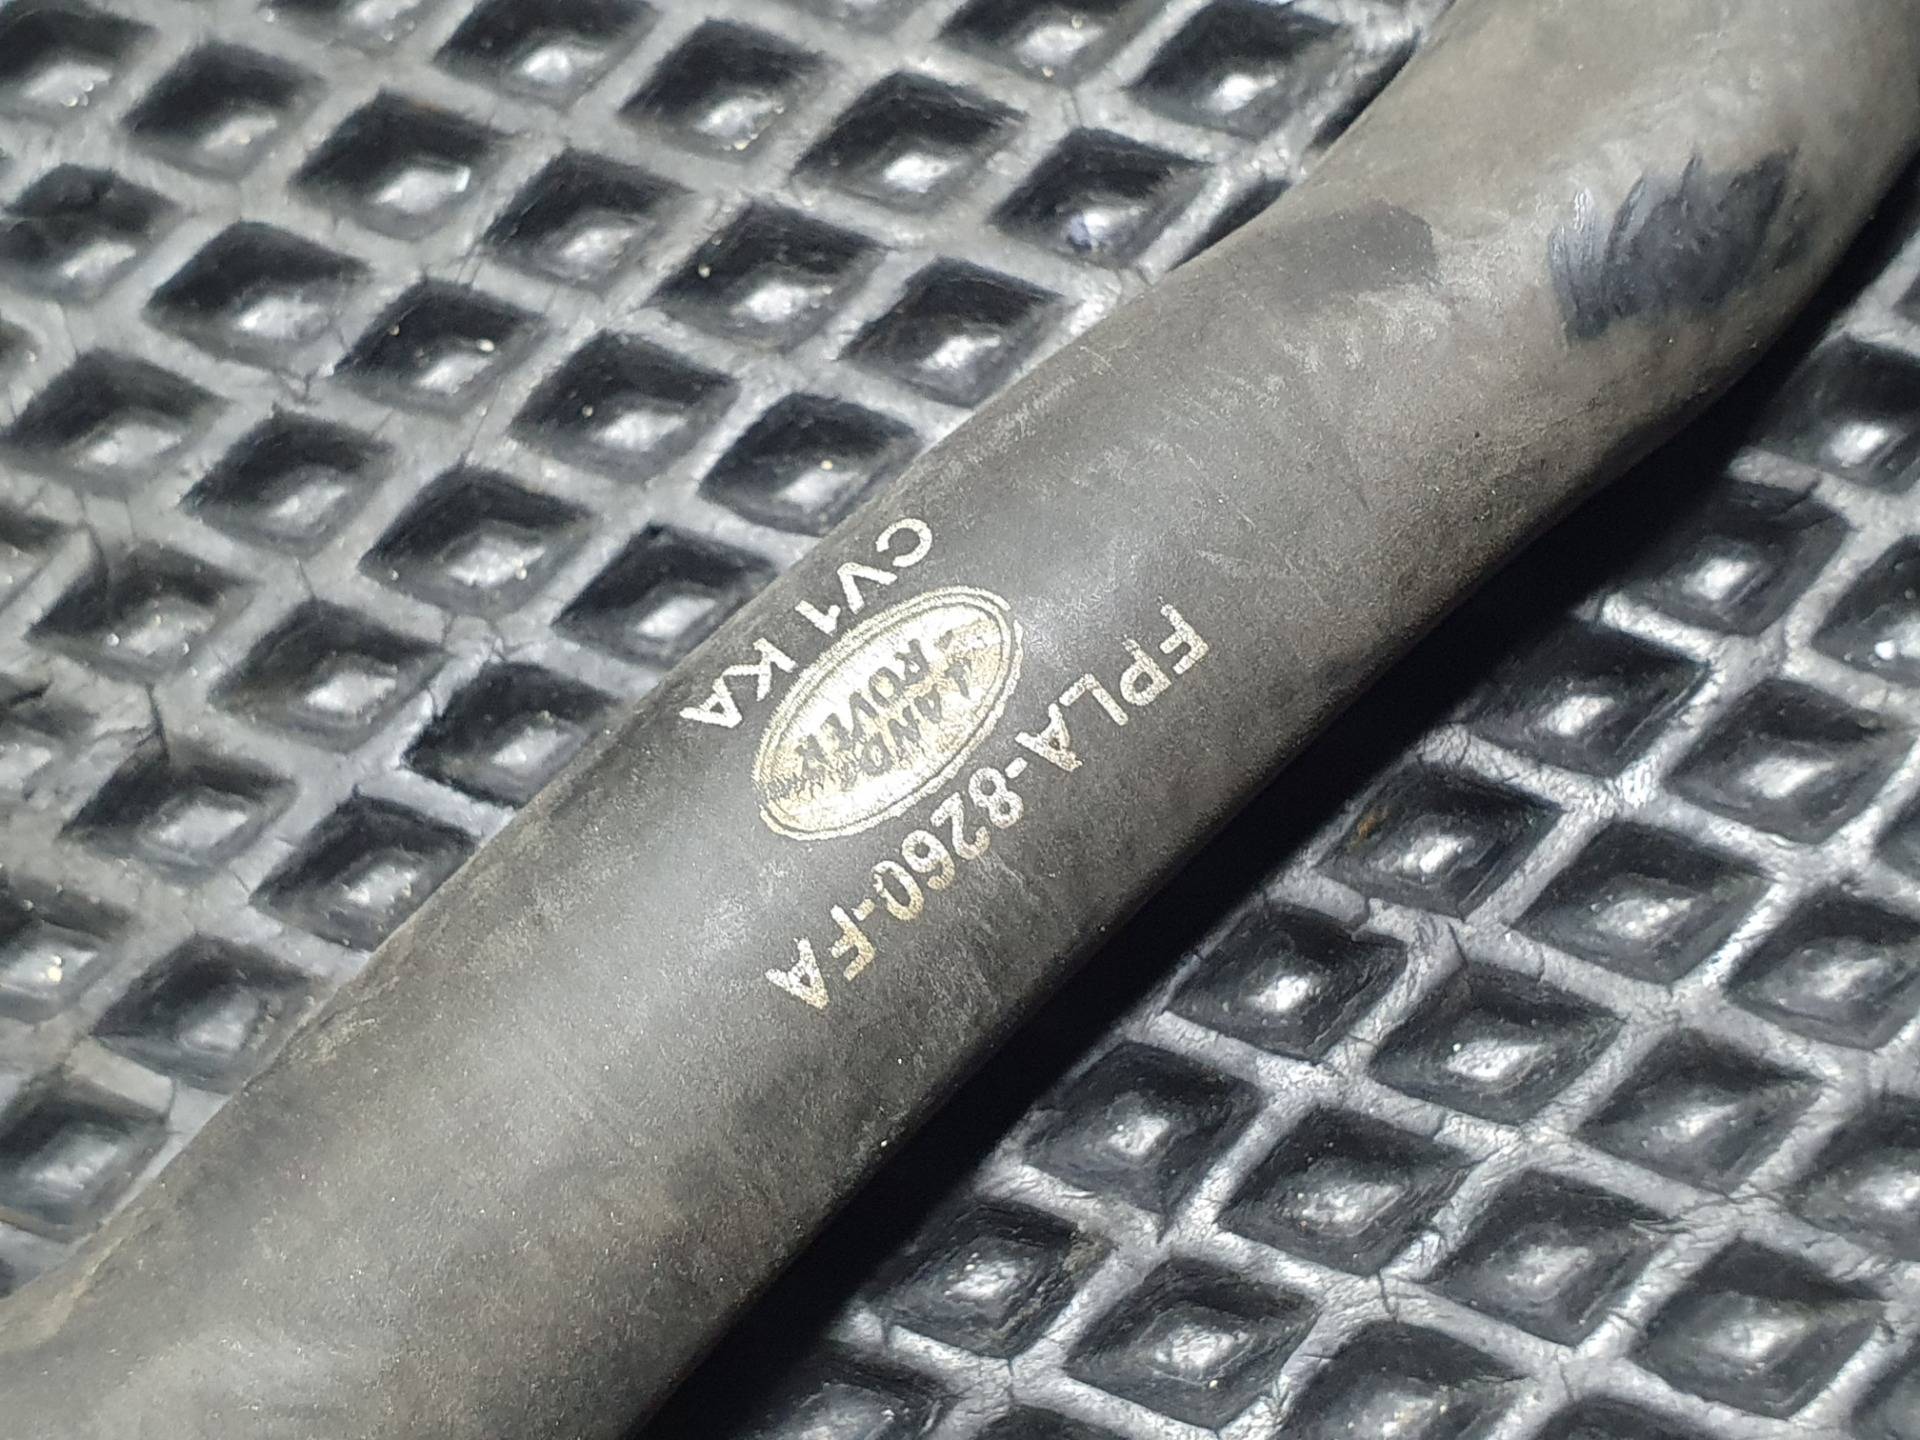 FPLA-8260-FA
LAND
ROVER
CV1 KA